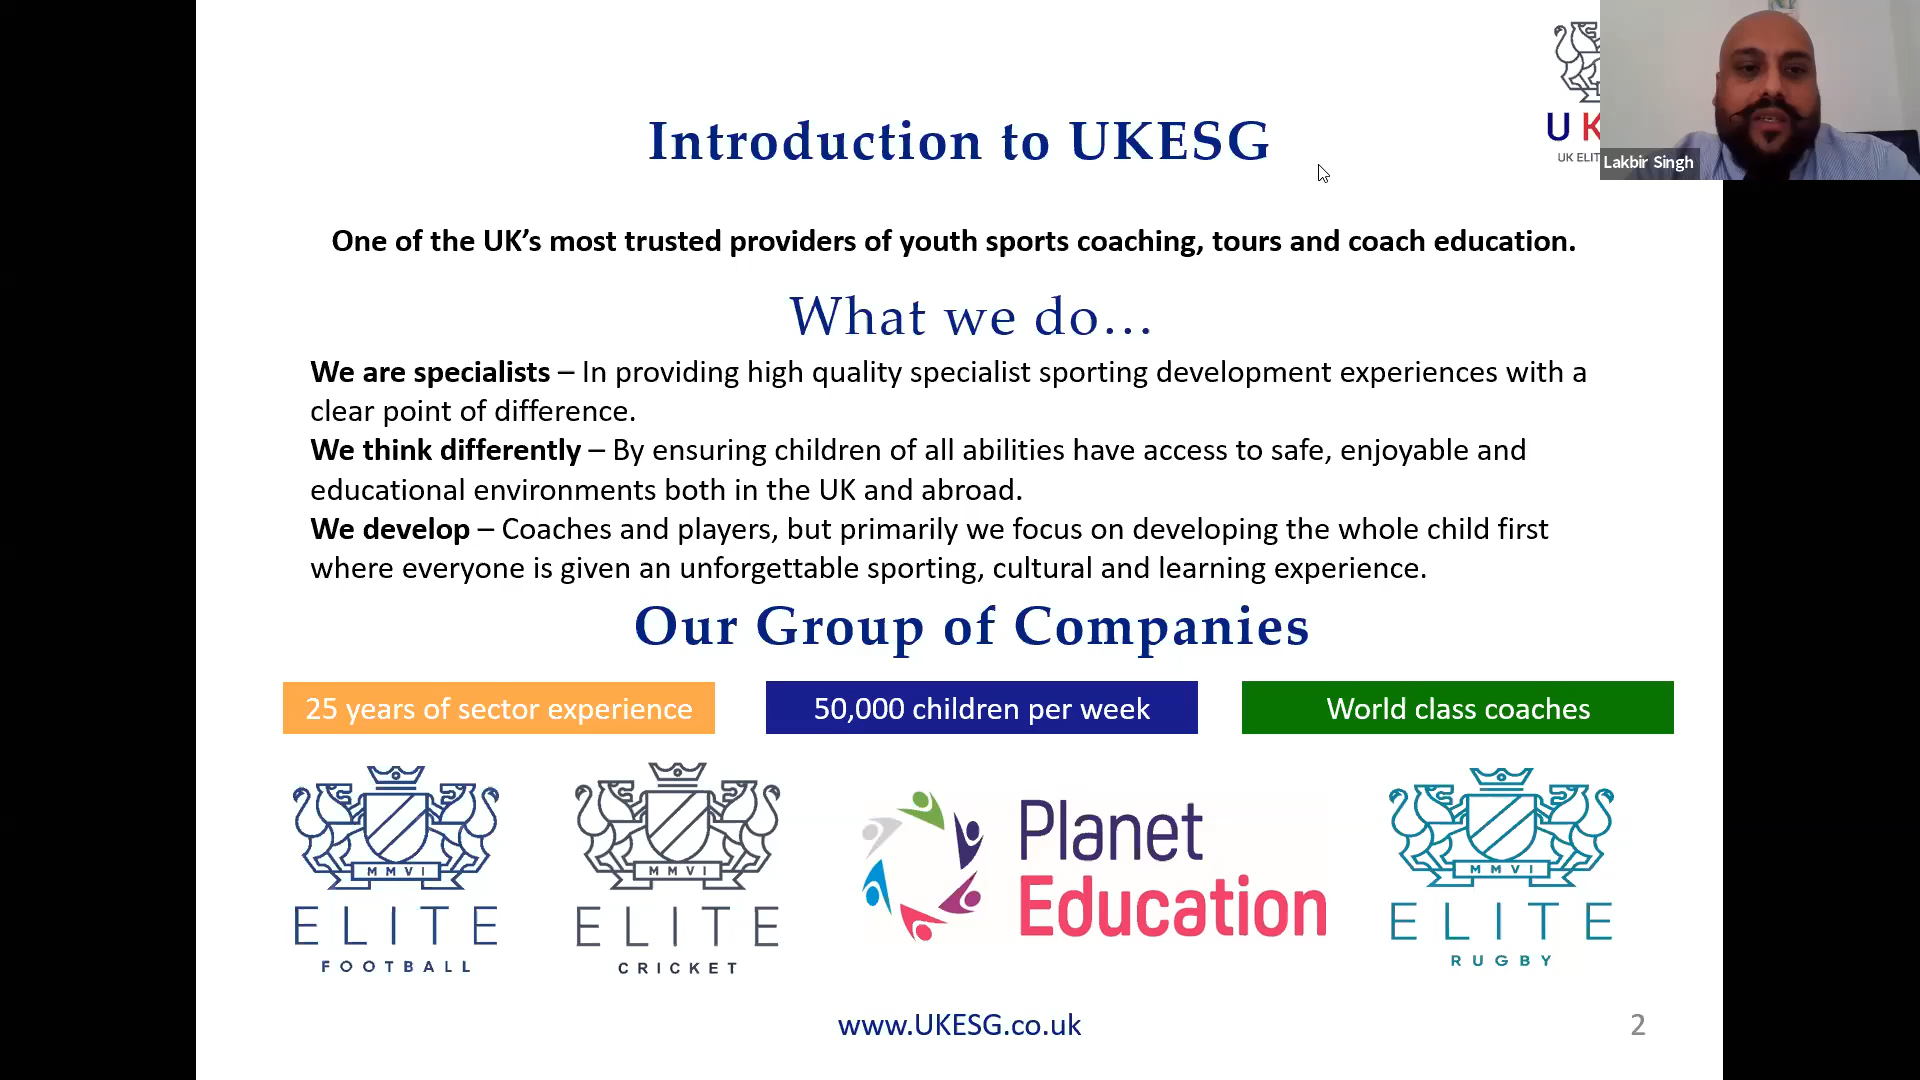 Introduction to UKESG
U K
UK ELIT
Lakbir Singh
One of the UK’s most trusted providers of youth sports coaching, tours and coach education.
What we do…
We are specialists – In providing high quality specialist sporting development experiences with a
clear point of difference.
We think differently – By ensuring children of all abilities have access to safe, enjoyable and
educational environments both in the UK and abroad.
We develop – Coaches and players, but primarily we focus on developing the whole child first
where everyone is given an unforgettable sporting, cultural and learning experience.
Our Group of Companies
25 years of sector experience
50,000 children per week
World class coaches
MMVI
ELITE
FOOTBALL
MMVI
ELITE
CRICKET
Planet
Education
MMVI
ELITE
RUGBY
www.UKESG.co.uk
2